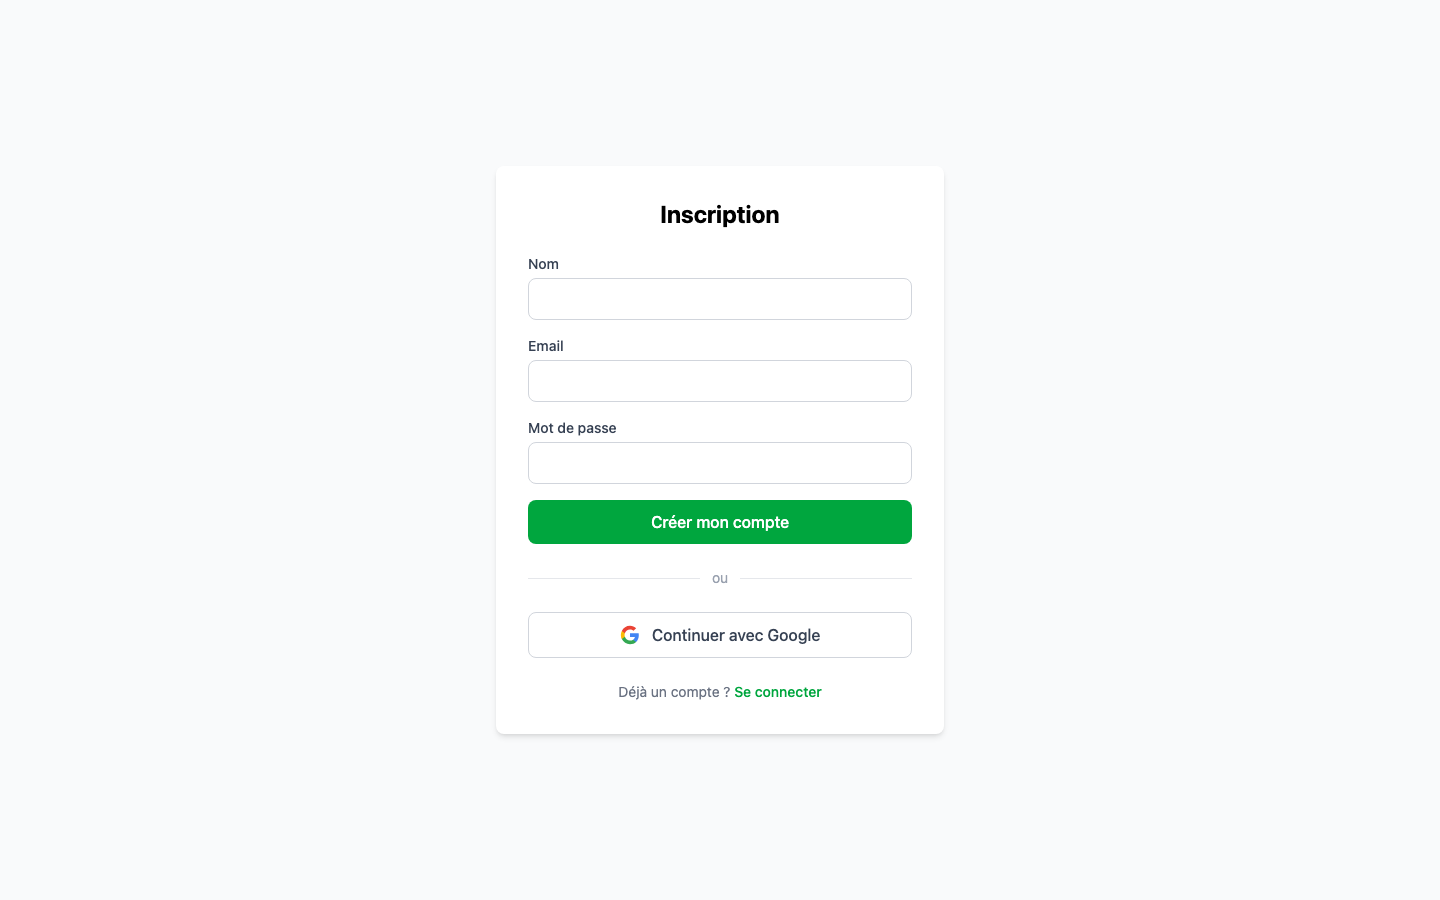 Inscription
Nom
Email
Mot de passe
Créer mon compte
ou
Continuer avec Google
Déjà un compte ? Se connecter